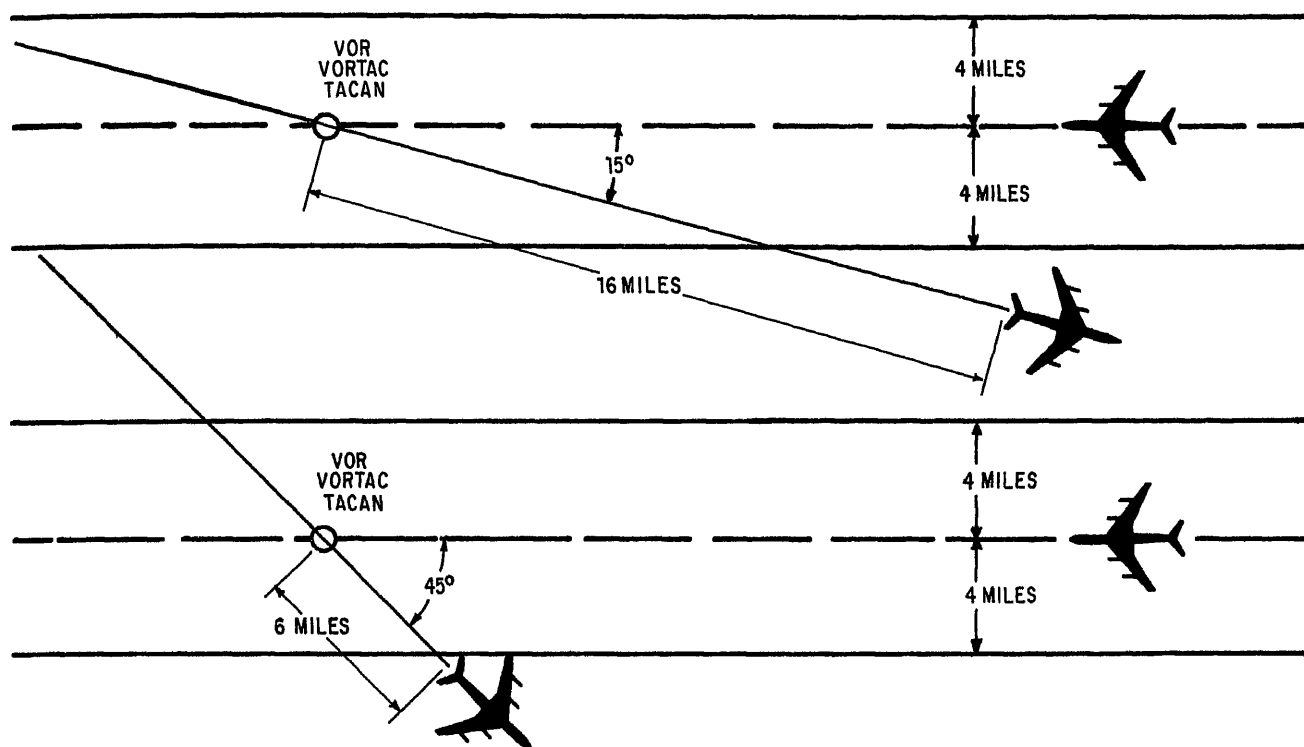 VOR
VORTAC
TACAN
4 MILES
15°
4 MILES
16 MILES
VOR
VORTAC
TACAN
4 MILES
45°
4 MILES
6 MILES